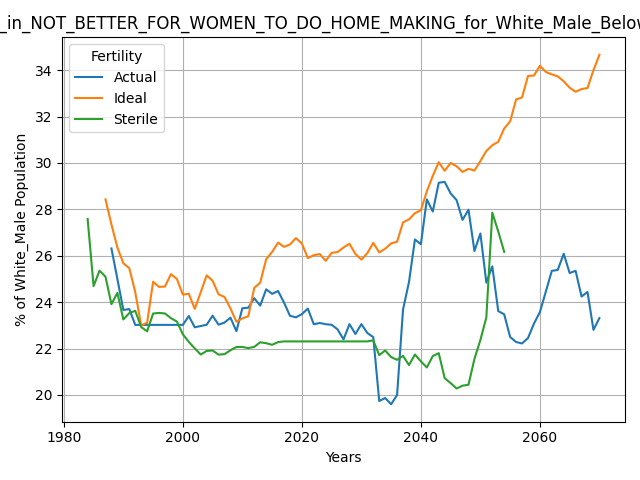 _in_NOT_BETTER_FOR_WOMEN_TO_DO_HOME_MAKING_for_White_Male_Below
Fertility
Actual
Ideal
Sterile
34
32
30
28
26
24
22
20
% of White_Male Population
1980
2000
2020
2040
2060
Years